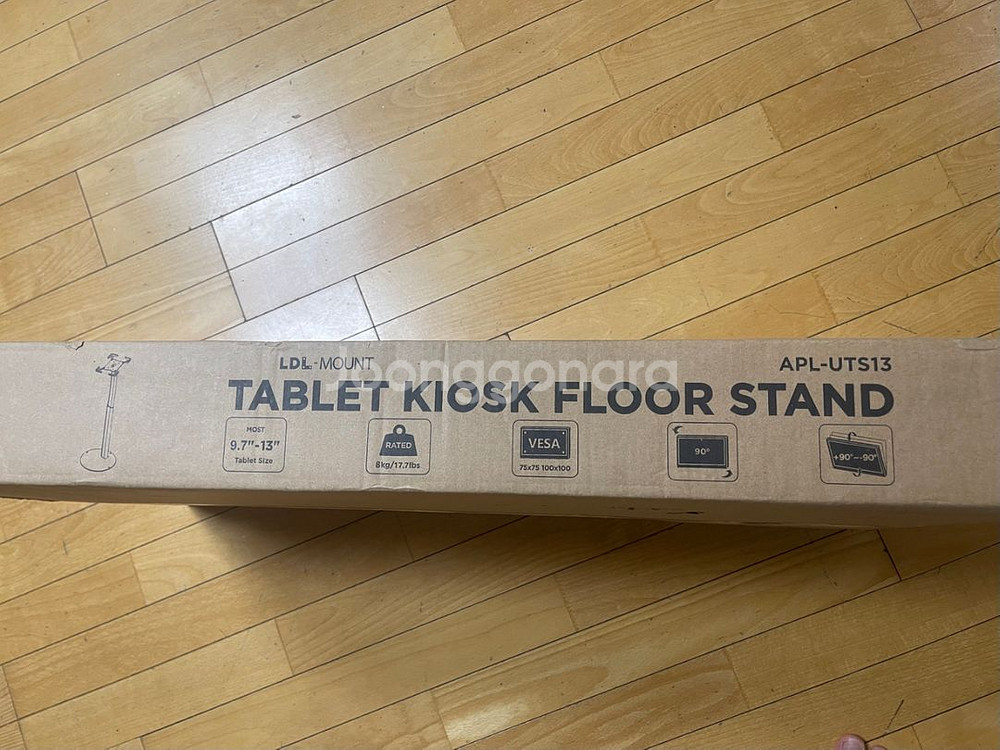 LDL-MOUNT
APL-UTS13
Joonggonara
TABLET KIOSK FLOOR STAND
MOST
9.7"-13"
Tablet Size
RATED
8kg/17.7lbs
VESA
75x75 100x100
90°
+90°~-90°